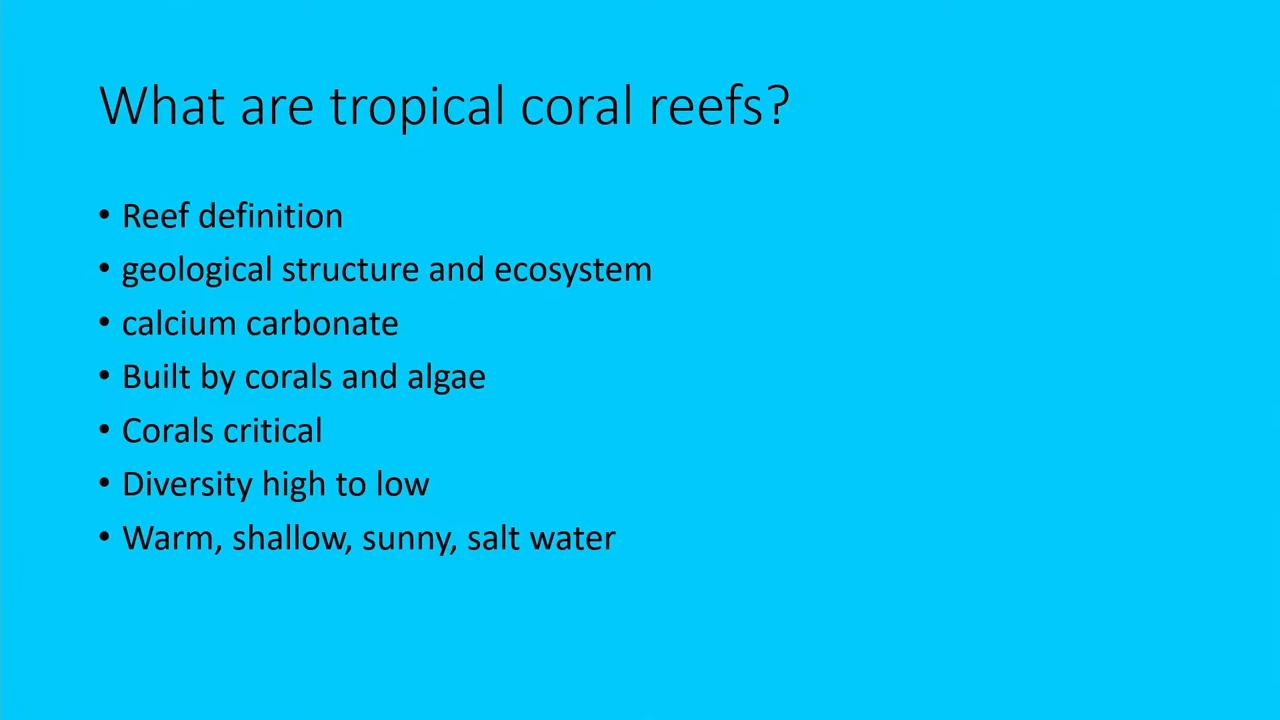 What are tropical coral reefs?
• Reef definition
• geological structure and ecosystem
• calcium carbonate
• Built by corals and algae
• Corals critical
• Diversity high to low
• Warm, shallow, sunny, salt water